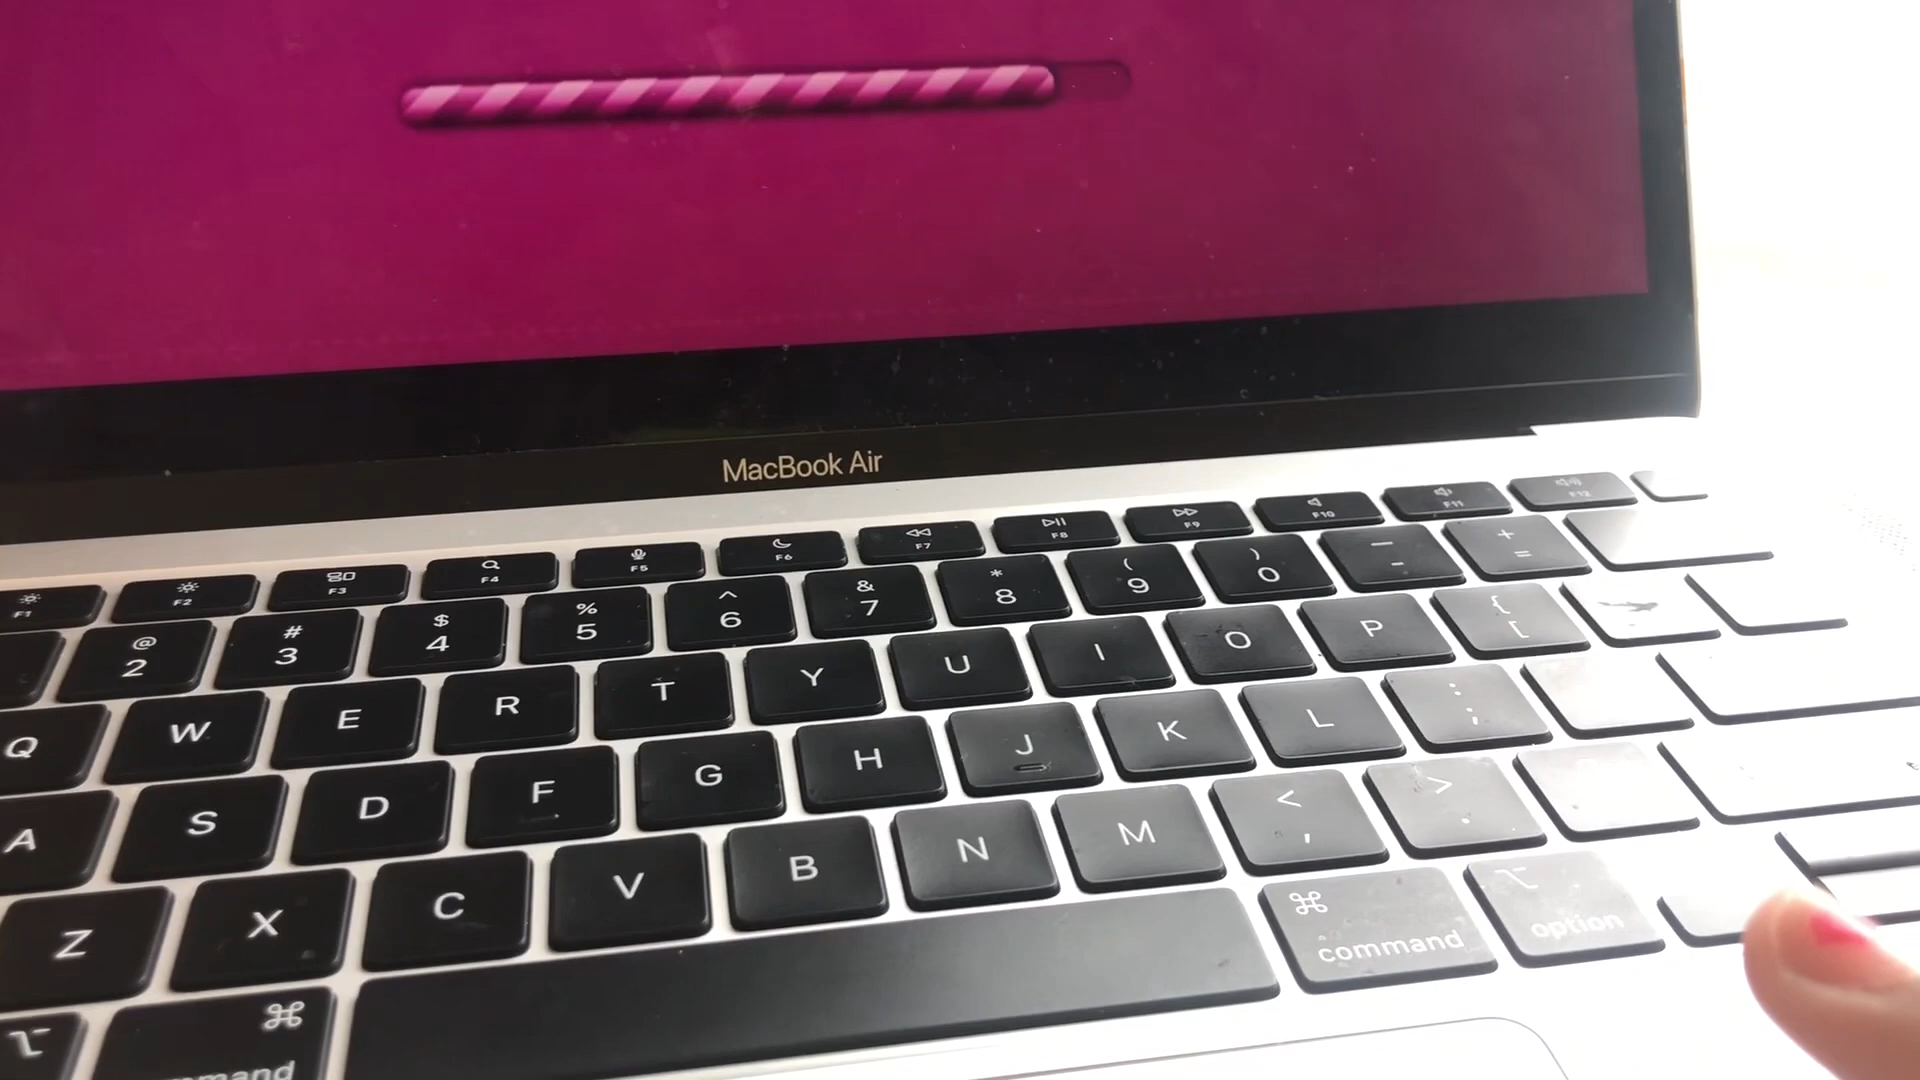 MacBook Air
F1 F2 F3 F4 F5 F6 F7 F8 F9 F10 F11 F12
@ # $ % ^ & * ( ) _ +
2 3 4 5 6 7 8 9 0 - =
Q W E R T Y U I O P { [
A S D F G H J K L : ;
Z X C V B N M < , > .
⌥ ⌘ ⌘ ⌥
command option